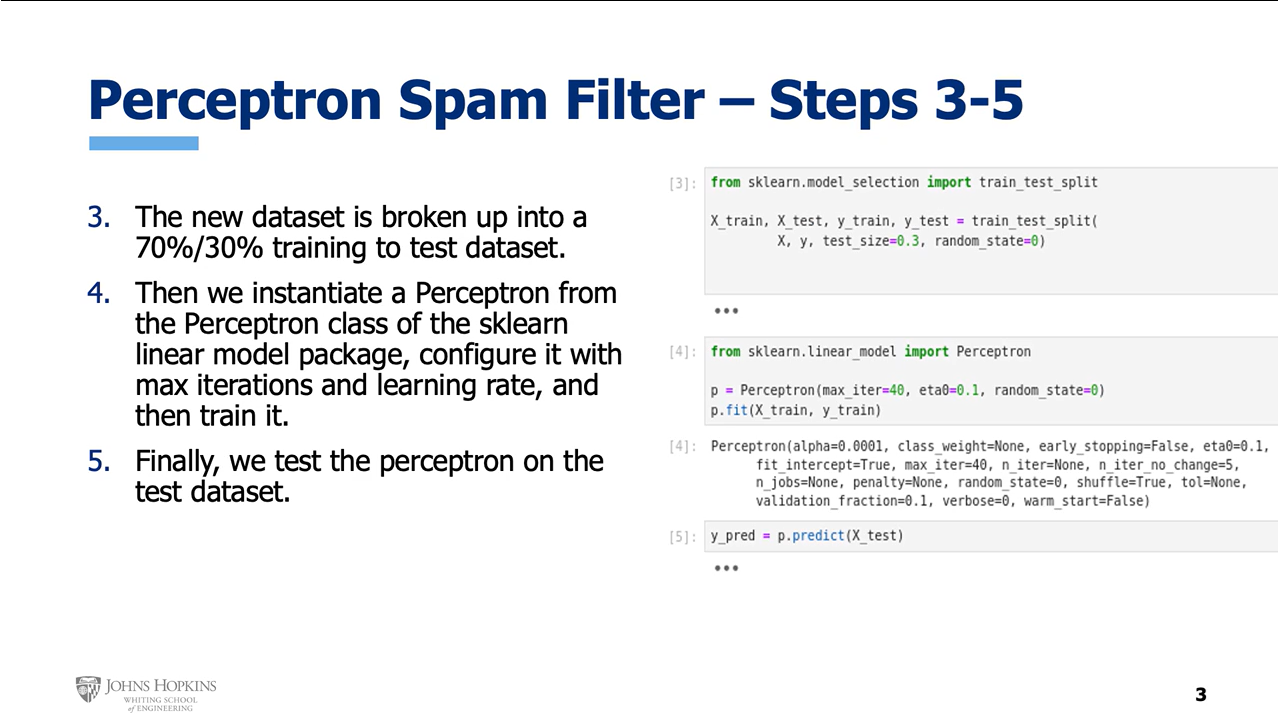 Perceptron Spam Filter – Steps 3-5
3. The new dataset is broken up into a
70%/30% training to test dataset.
4. Then we instantiate a Perceptron from
the Perceptron class of the sklearn
linear model package, configure it with
max iterations and learning rate, and
then train it.
5. Finally, we test the perceptron on the
test dataset.
[3]: from sklearn.model_selection import train_test_split
X_train, X_test, y_train, y_test = train_test_split(
X, y, test_size=0.3, random_state=0)
•••
[4]: from sklearn.linear_model import Perceptron
p = Perceptron(max_iter=40, eta0=0.1, random_state=0)
p.fit(X_train, y_train)
[4]: Perceptron(alpha=0.0001, class_weight=None, early_stopping=False, eta0=0.1,
fit_intercept=True, max_iter=40, n_iter=None, n_iter_no_change=5,
n_jobs=None, penalty=None, random_state=0, shuffle=True, tol=None,
validation_fraction=0.1, verbose=0, warm_start=False)
[5]: y_pred = p.predict(X_test)
•••
JOHNS HOPKINS
WHITING SCHOOL
of ENGINEERING
3